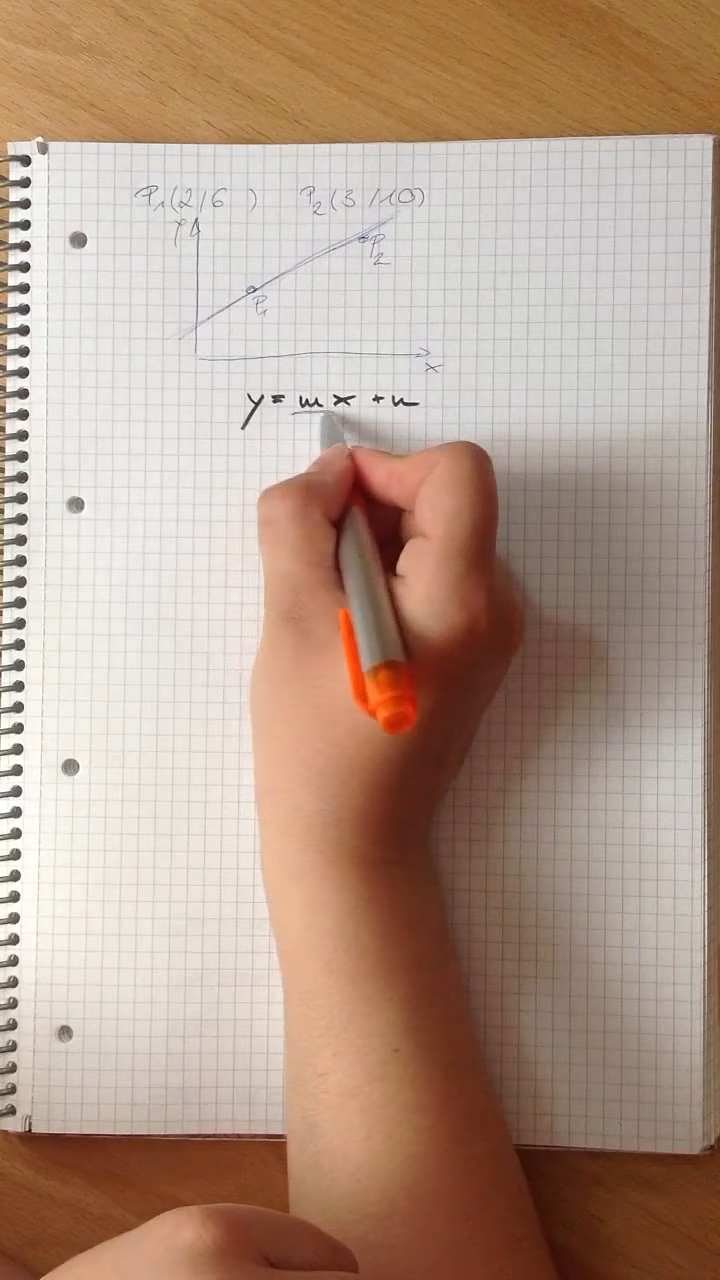 P₁(2/6 ) P₂(3/10)
y
P₂
P₁
x
y = mx + n